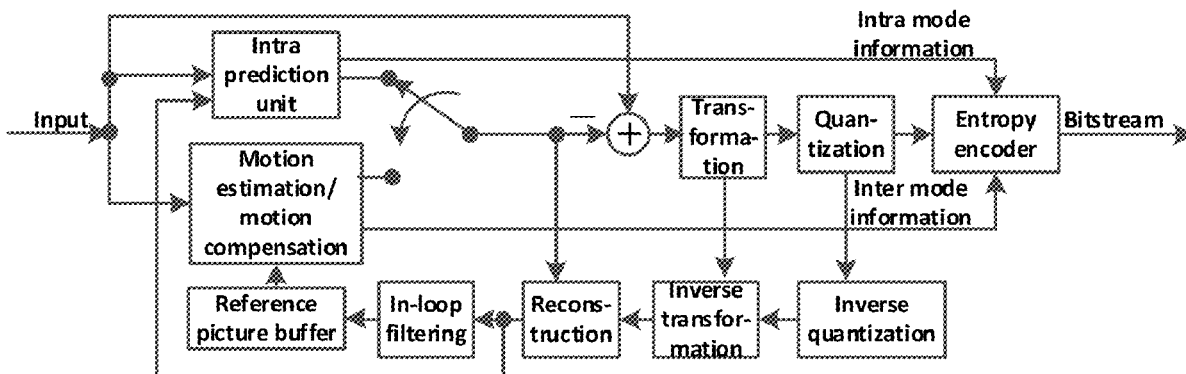 Intra mode
information
Intra
prediction
unit
Input
Trans-
forma-
tion
Quan-
tization
Entropy
encoder
Bitstream
Motion
estimation/
motion
compensation
Inter mode
information
Reference
picture buffer
In-loop
filtering
Recons-
truction
Inverse
transfor-
mation
Inverse
quantization